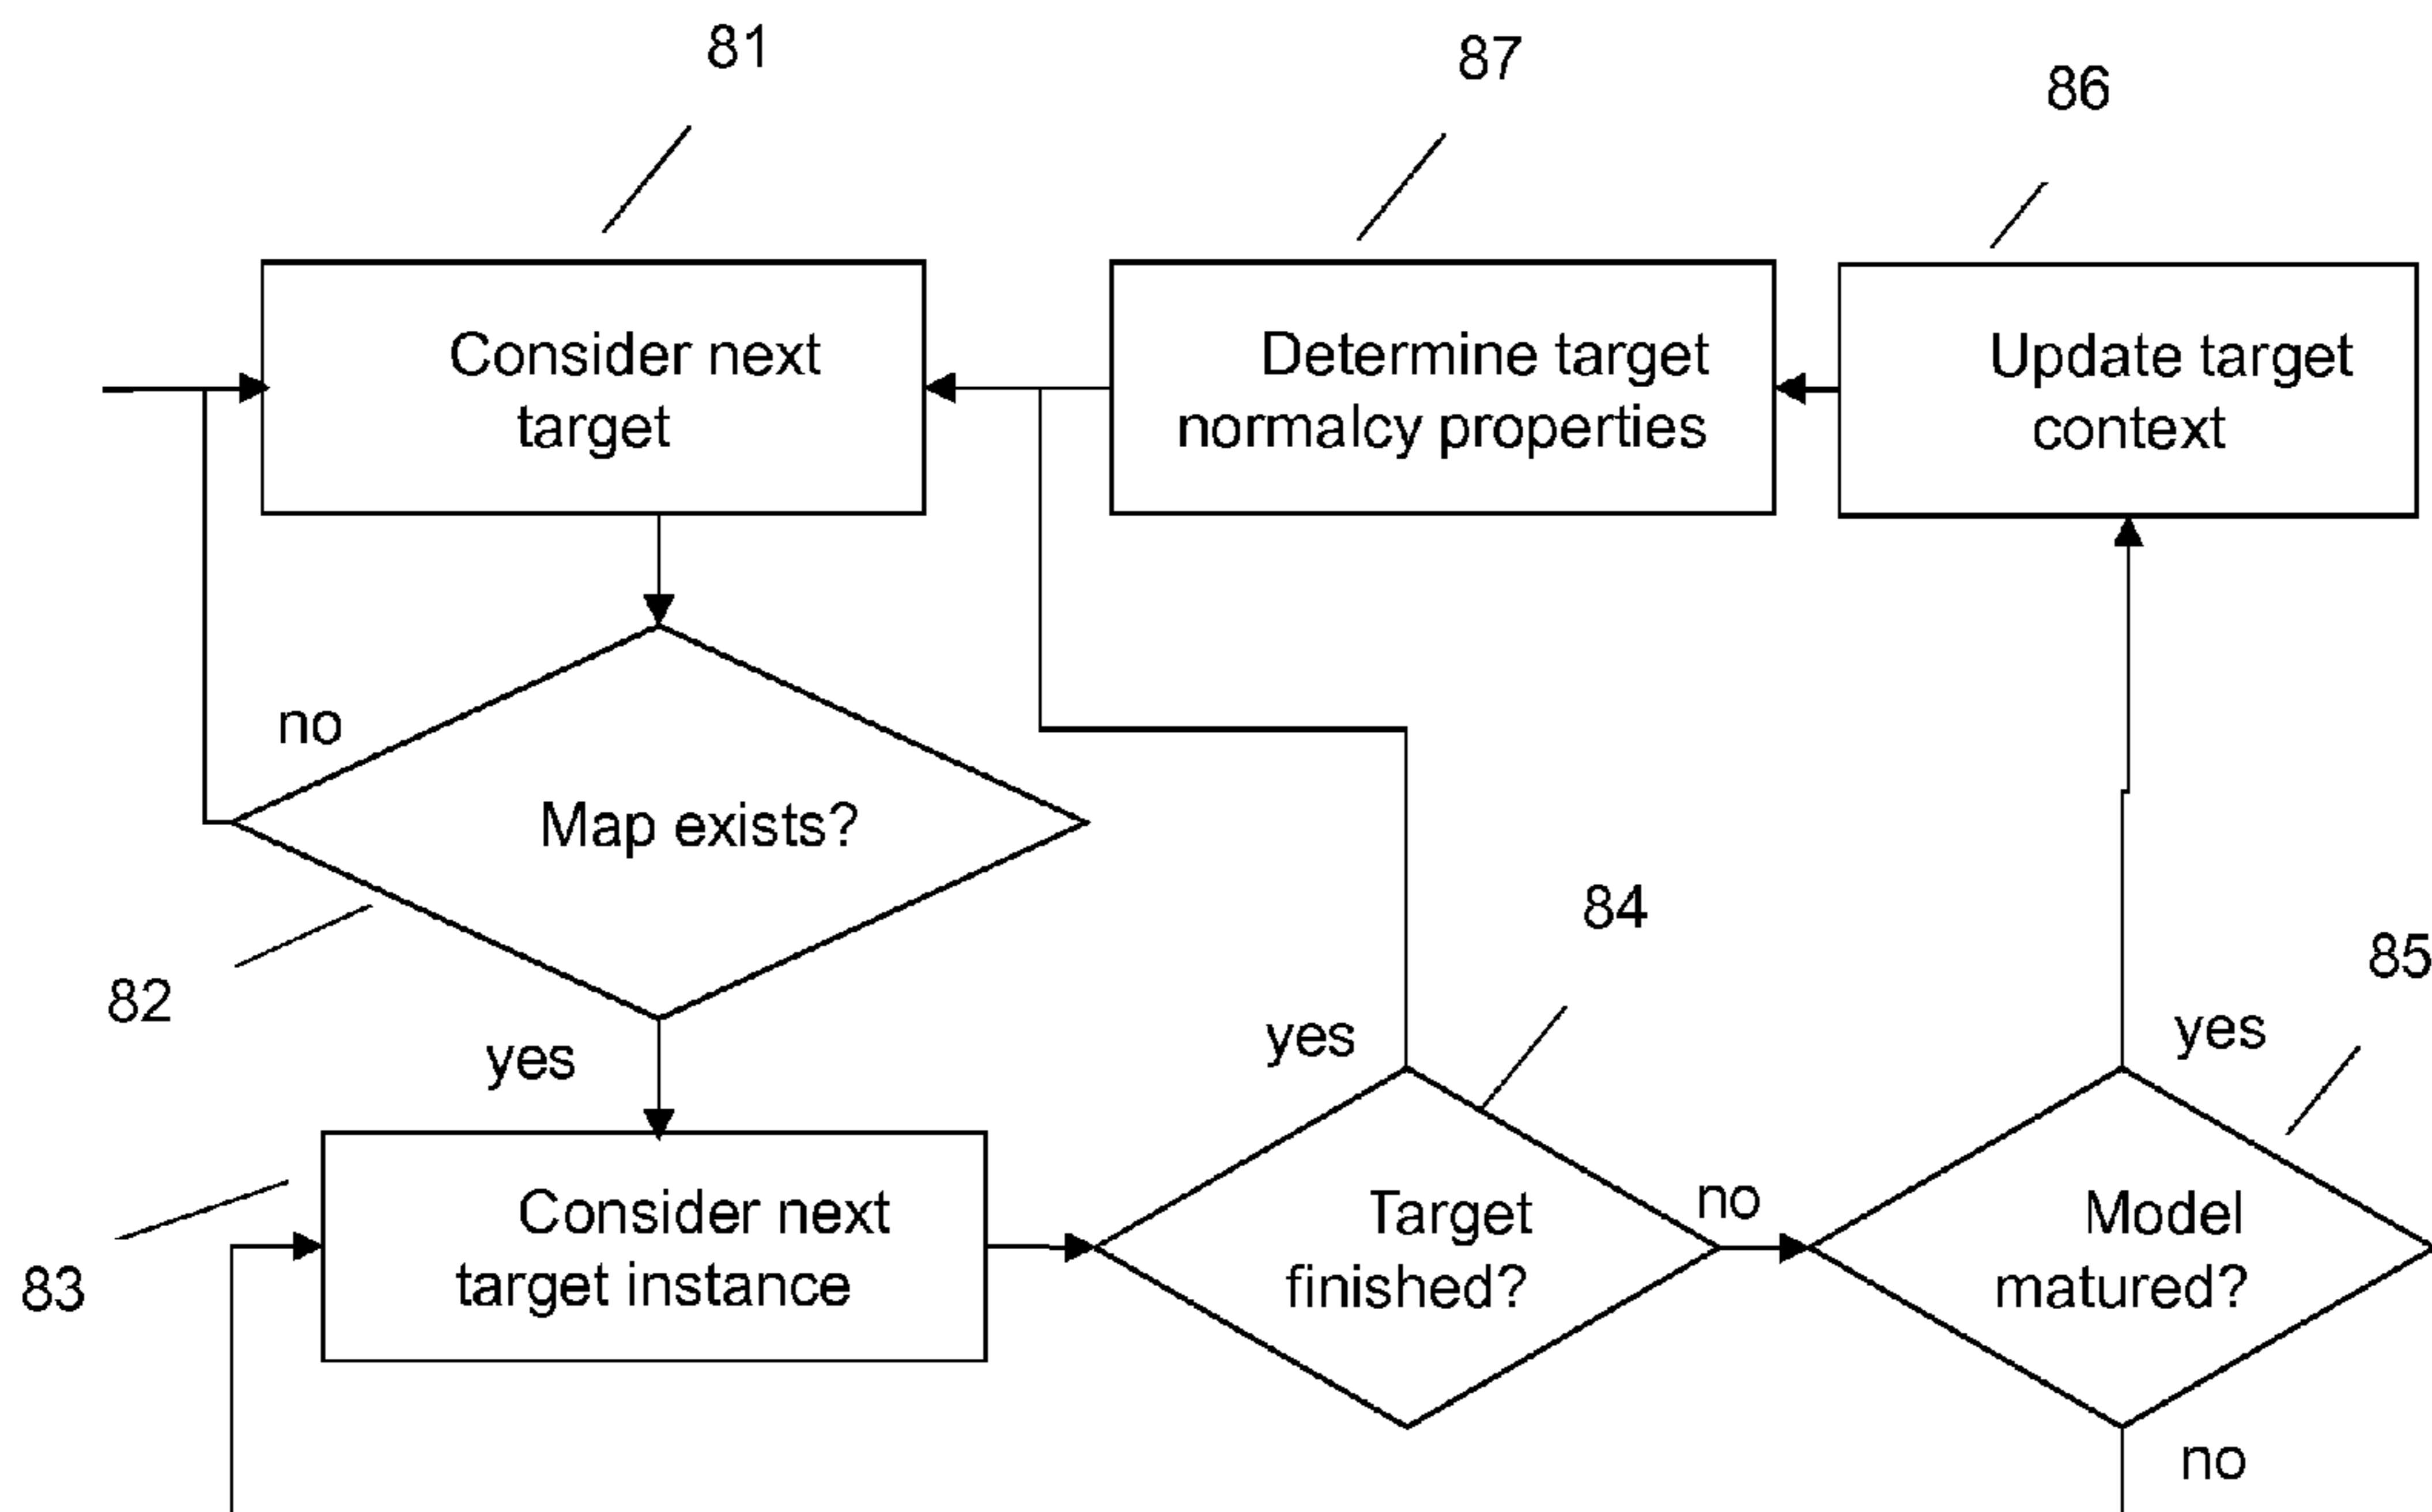 81
87
86
Consider next
target
Determine target
normalcy properties
Update target
context
no
Map exists?
82
84
85
yes
yes
yes
83
Consider next
target instance
Target
finished?
no
Model
matured?
no